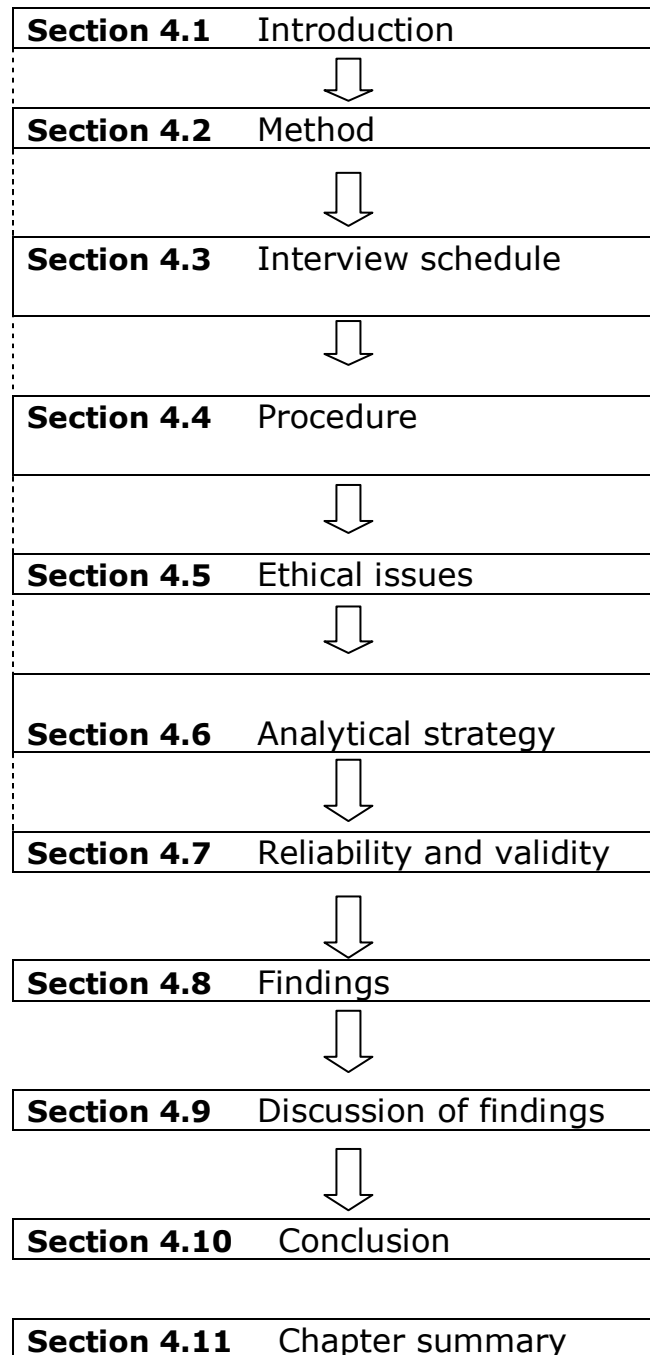 Section 4.1 Introduction
Section 4.2 Method
Section 4.3 Interview schedule
Section 4.4 Procedure
Section 4.5 Ethical issues
Section 4.6 Analytical strategy
Section 4.7 Reliability and validity
Section 4.8 Findings
Section 4.9 Discussion of findings
Section 4.10 Conclusion
Section 4.11 Chapter summary